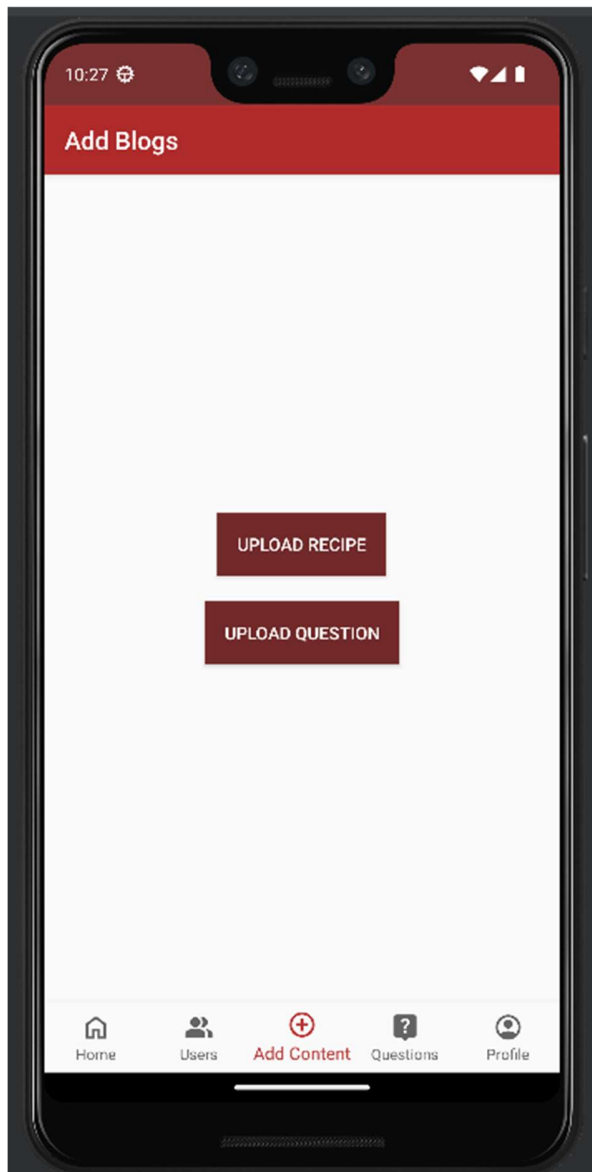 10:27
Add Blogs
UPLOAD RECIPE
UPLOAD QUESTION
Home Users Add Content Questions Profile